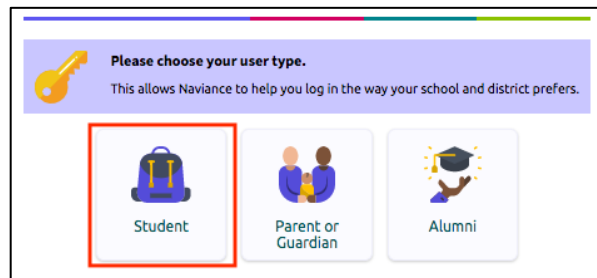 Please choose your user type.
This allows Naviance to help you log in the way your school and district prefers.
Student
Parent or
Guardian
Alumni